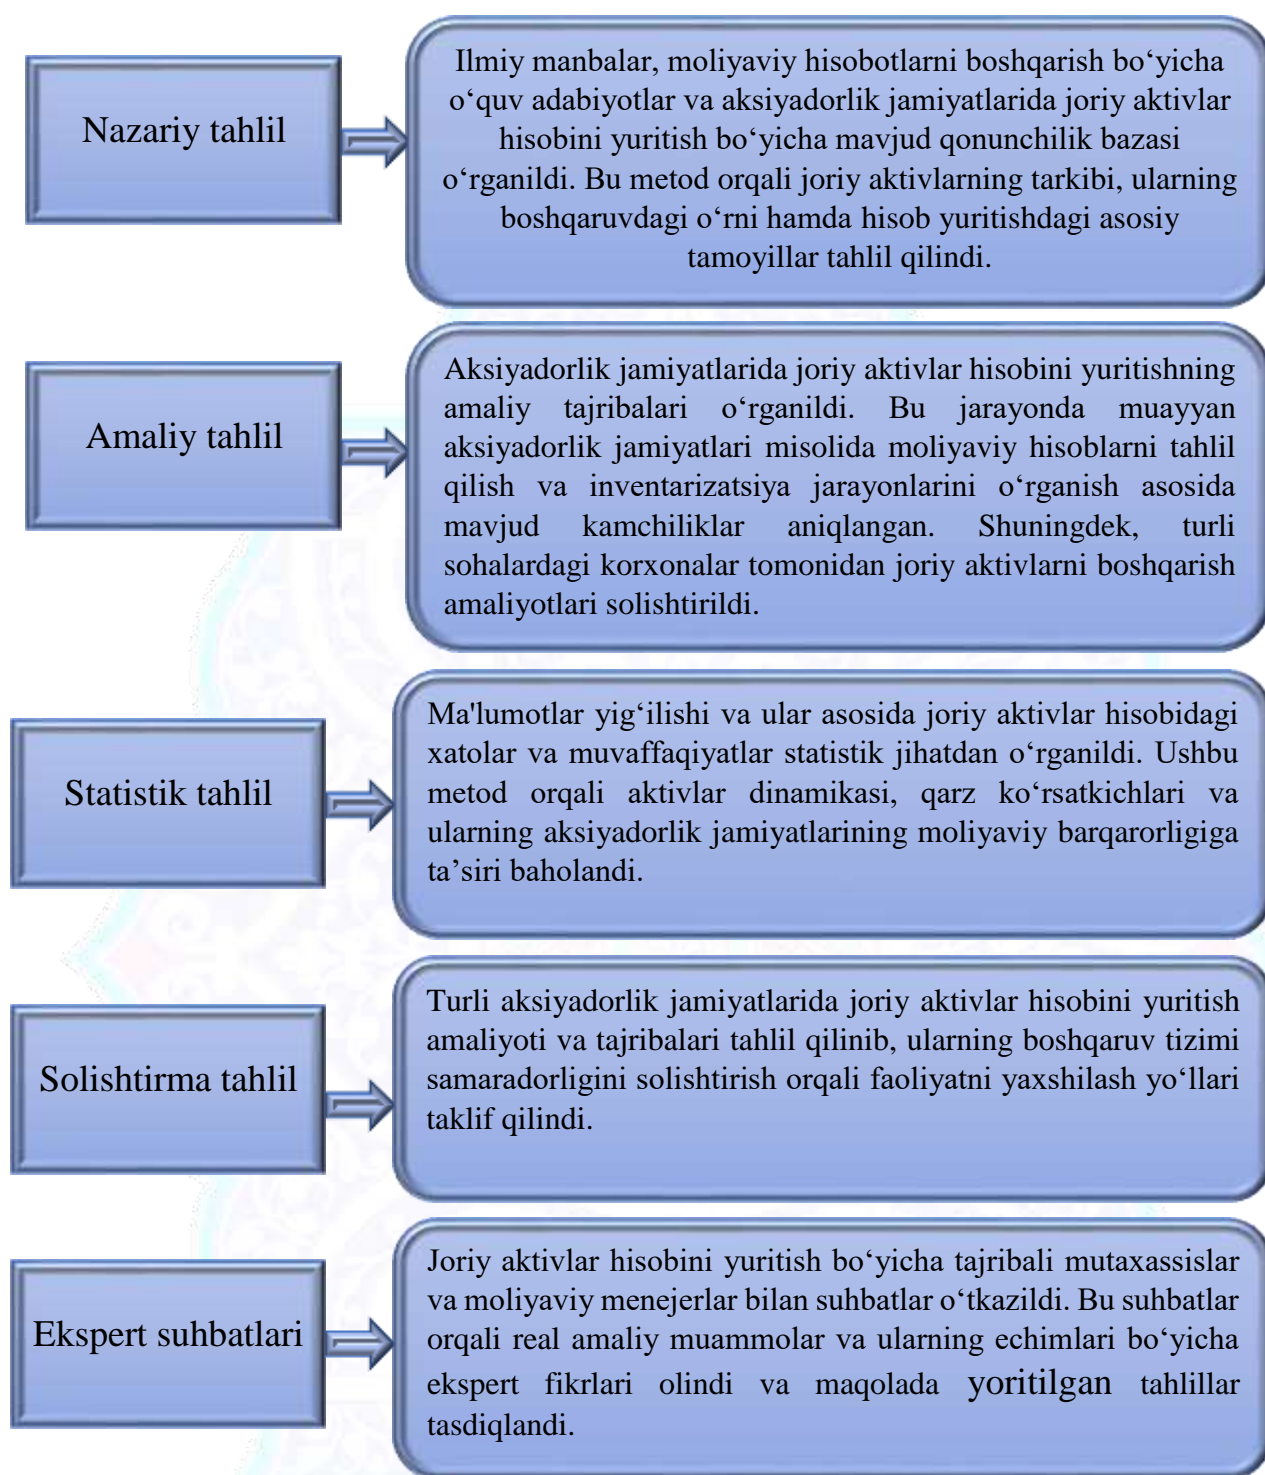 Nazariy tahlil
Ilmiy manbalar, moliyaviy hisobotlarni boshqarish bo‘yicha
o‘quv adabiyotlar va aksiyadorlik jamiyatlarida joriy aktivlar
hisobini yuritish bo‘yicha mavjud qonunchilik bazasi
o‘rganildi. Bu metod orqali joriy aktivlarning tarkibi, ularning
boshqaruvdagi o‘rni hamda hisob yuritishdagi asosiy
tamoyillar tahlil qilindi.
Amaliy tahlil
Aksiyadorlik jamiyatlarida joriy aktivlar hisobini yuritishning
amaliy tajribalari o‘rganildi. Bu jarayonda muayyan
aksiyadorlik jamiyatlari misolida moliyaviy hisoblarni tahlil
qilish va inventarizatsiya jarayonlarini o‘rganish asosida
mavjud kamchiliklar aniqlangan. Shuningdek, turli
sohalardagi korxonalar tomonidan joriy aktivlarni boshqarish
amaliyotlari solishtirildi.
Statistik tahlil
Ma'lumotlar yig‘ilishi va ular asosida joriy aktivlar hisobidagi
xatolar va muvaffaqiyatlar statistik jihatdan o‘rganildi. Ushbu
metod orqali aktivlar dinamikasi, qarz ko‘rsatkichlari va
ularning aksiyadorlik jamiyatlarining moliyaviy barqarorligiga
ta’siri baholandi.
Solishtirma tahlil
Turli aksiyadorlik jamiyatlarida joriy aktivlar hisobini yuritish
amaliyoti va tajribalari tahlil qilinib, ularning boshqaruv tizimi
samaradorligini solishtirish orqali faoliyatni yaxshilash yo‘llari
taklif qilindi.
Ekspert suhbatlari
Joriy aktivlar hisobini yuritish bo‘yicha tajribali mutaxassislar
va moliyaviy menejerlar bilan suhbatlar o‘tkazildi. Bu suhbatlar
orqali real amaliy muammolar va ularning echimlari bo‘yicha
ekspert fikrlari olindi va maqolada yoritilgan tahlillar
tasdiqlandi.